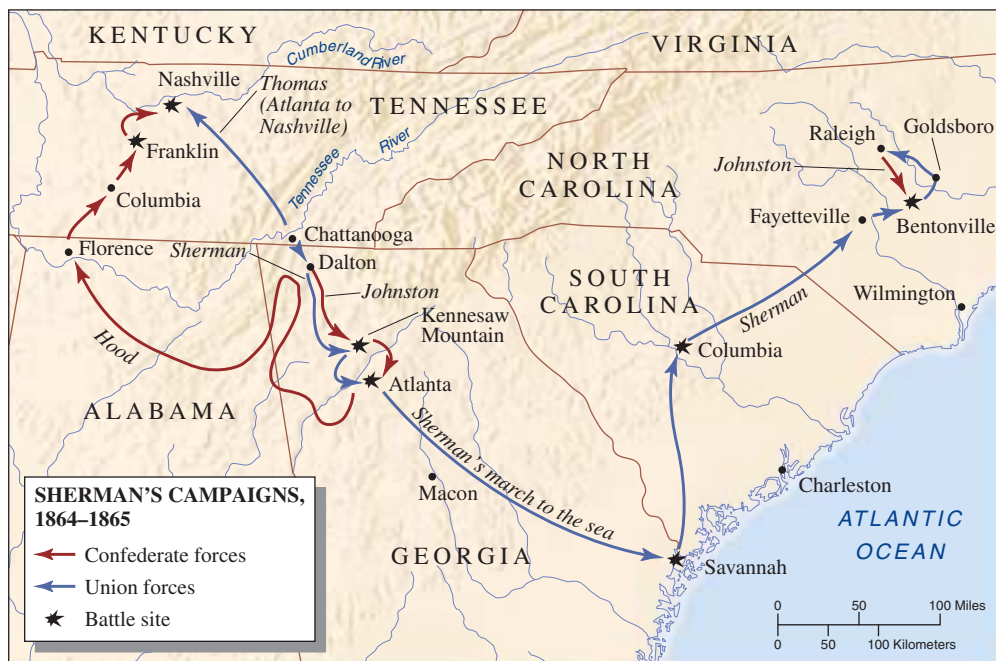 KENTUCKY
Cumberland River
VIRGINIA
Nashville
Thomas
(Atlanta to
Nashville)
TENNESSEE
Franklin
Tennessee River
Columbia
NORTH
CAROLINA
Raleigh
Goldsboro
Johnston
Fayetteville
Bentonville
Florence
Sherman
Chattanooga
Dalton
Johnston
SOUTH
CAROLINA
Wilmington
Kennesaw
Mountain
Hood
Sherman
Columbia
Atlanta
ALABAMA
Sherman's march to the sea
Macon
Charleston
GEORGIA
Savannah
ATLANTIC
OCEAN
SHERMAN'S CAMPAIGNS,
1864–1865
Confederate forces
Union forces
Battle site
0 50 100 Miles
0 50 100 Kilometers